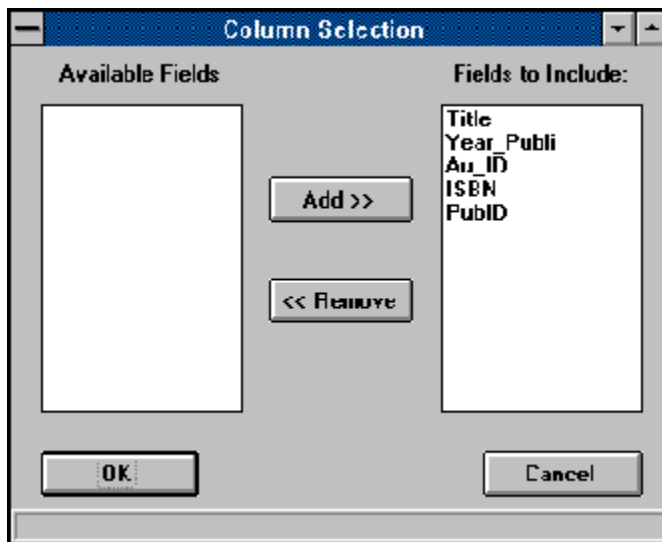 Column Selection
Available Fields
Fields to Include:
Title
Year_Publi
Au_ID
ISBN
PubID
Add >>
<< Remove
OK
Cancel